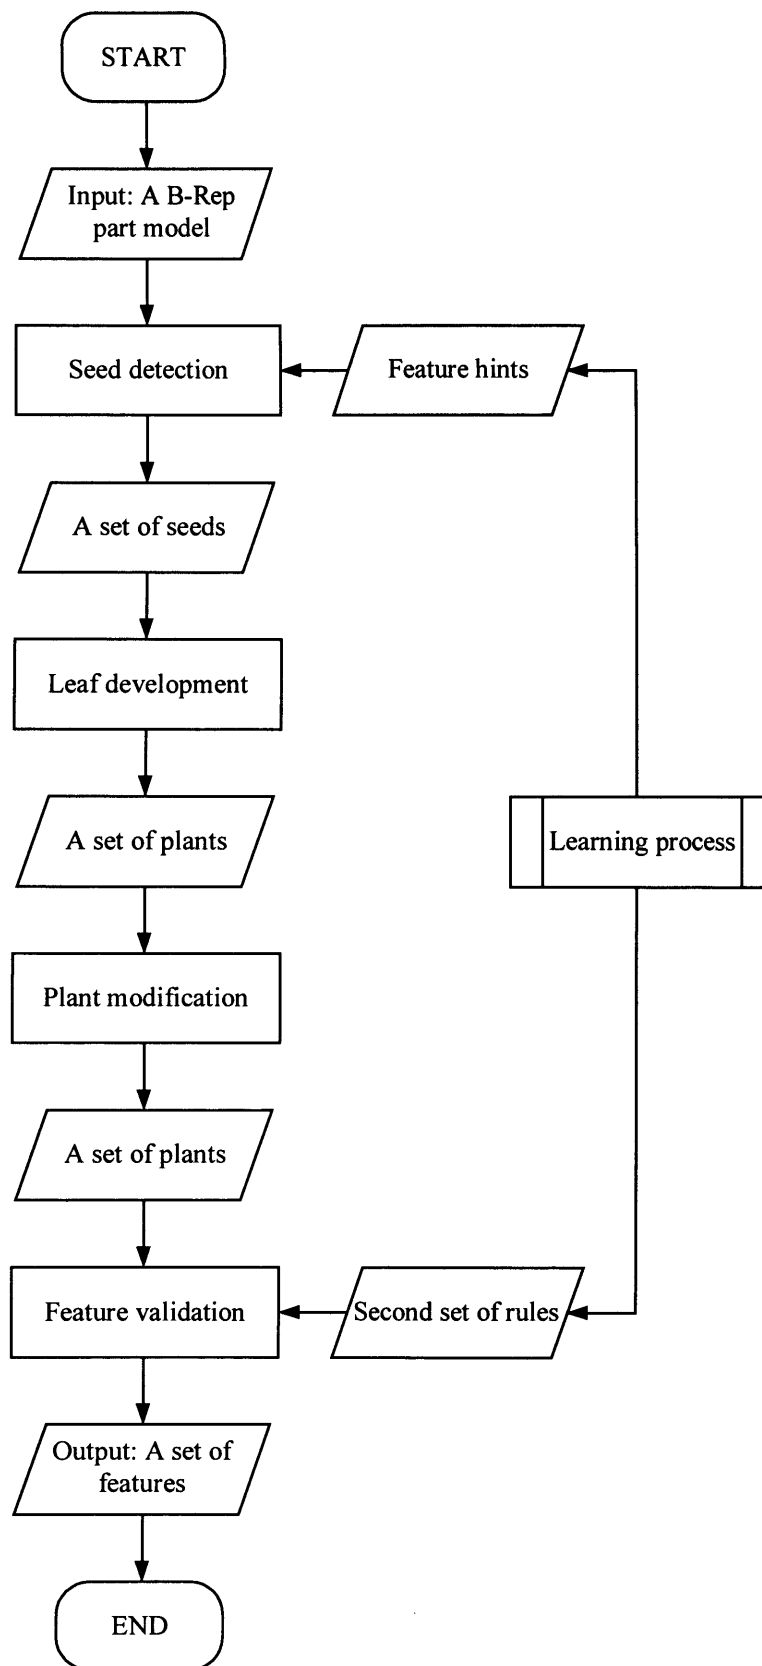 START
Input: A B-Rep
part model
Seed detection
Feature hints
A set of seeds
Leaf development
A set of plants
Learning process
Plant modification
A set of plants
Feature validation
Second set of rules
Output: A set of
features
END